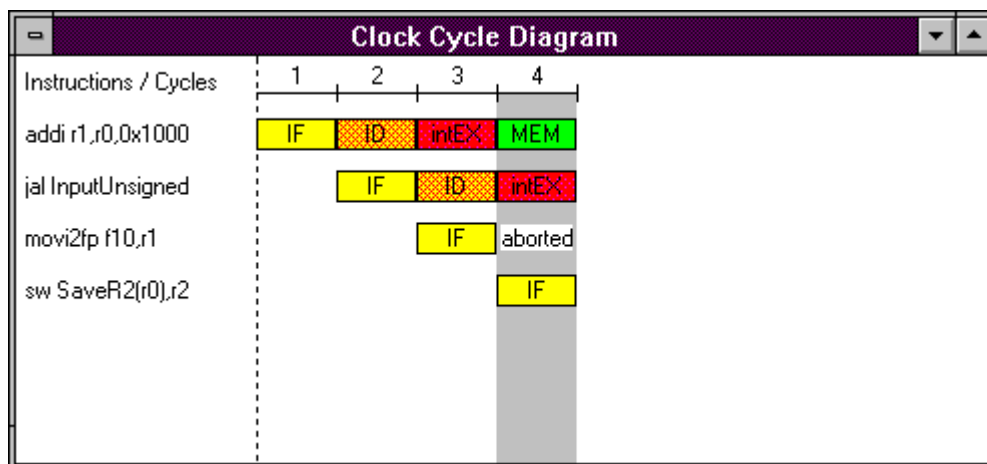 Clock Cycle Diagram
Instructions / Cycles 1 2 3 4
addi r1,r0,0x1000 IF ID intEX MEM
jal InputUnsigned IF ID intEX
movi2fp f10,r1 IF aborted
sw SaveR2(r0),r2 IF